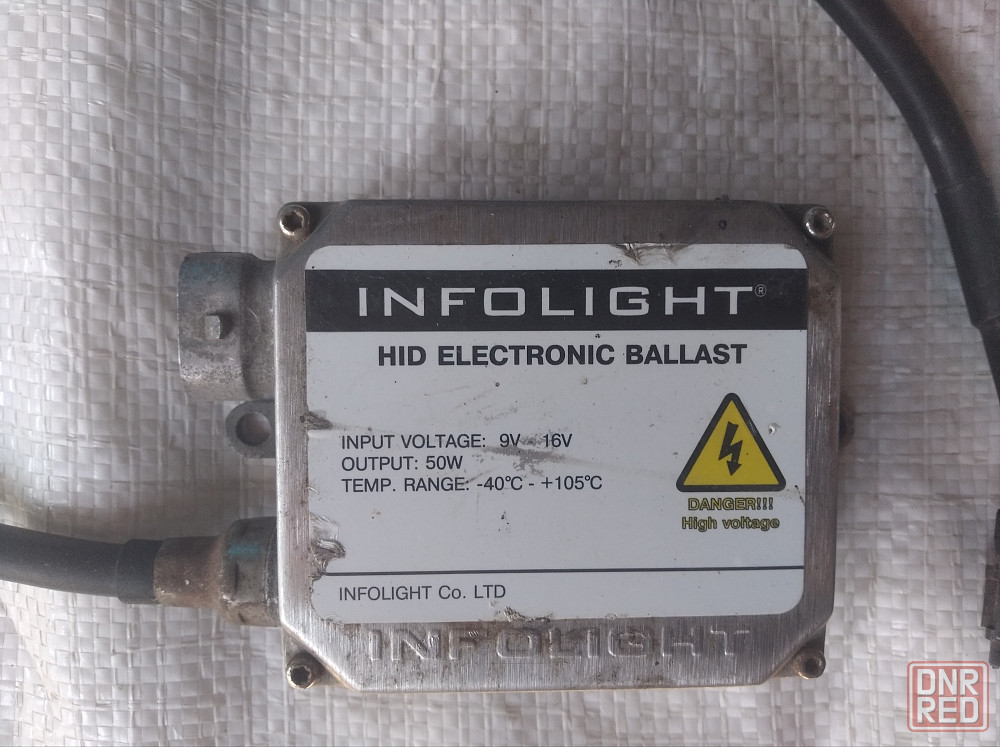 INFOLIGHT®
HID ELECTRONIC BALLAST
INPUT VOLTAGE: 9V - 16V
OUTPUT: 50W
TEMP. RANGE: -40°C - +105°C
DANGER!!!
High voltage
INFOLIGHT Co. LTD
INFOLIGHT
DNR
RED